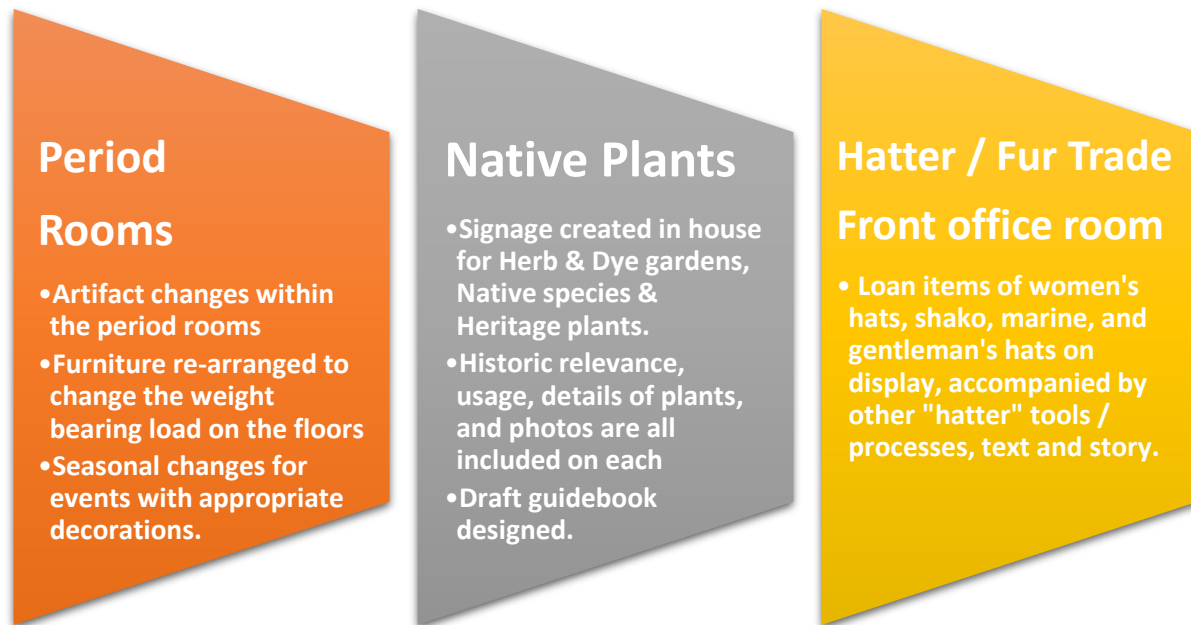 Period
Rooms
•Artifact changes within
the period rooms
•Furniture re-arranged to
change the weight
bearing load on the floors
•Seasonal changes for
events with appropriate
decorations.
Native Plants
•Signage created in house
for Herb & Dye gardens,
Native species &
Heritage plants.
•Historic relevance,
usage, details of plants,
and photos are all
included on each
•Draft guidebook
designed.
Hatter / Fur Trade
Front office room
• Loan items of women's
hats, shako, marine, and
gentleman's hats on
display, accompanied by
other "hatter" tools /
processes, text and story.